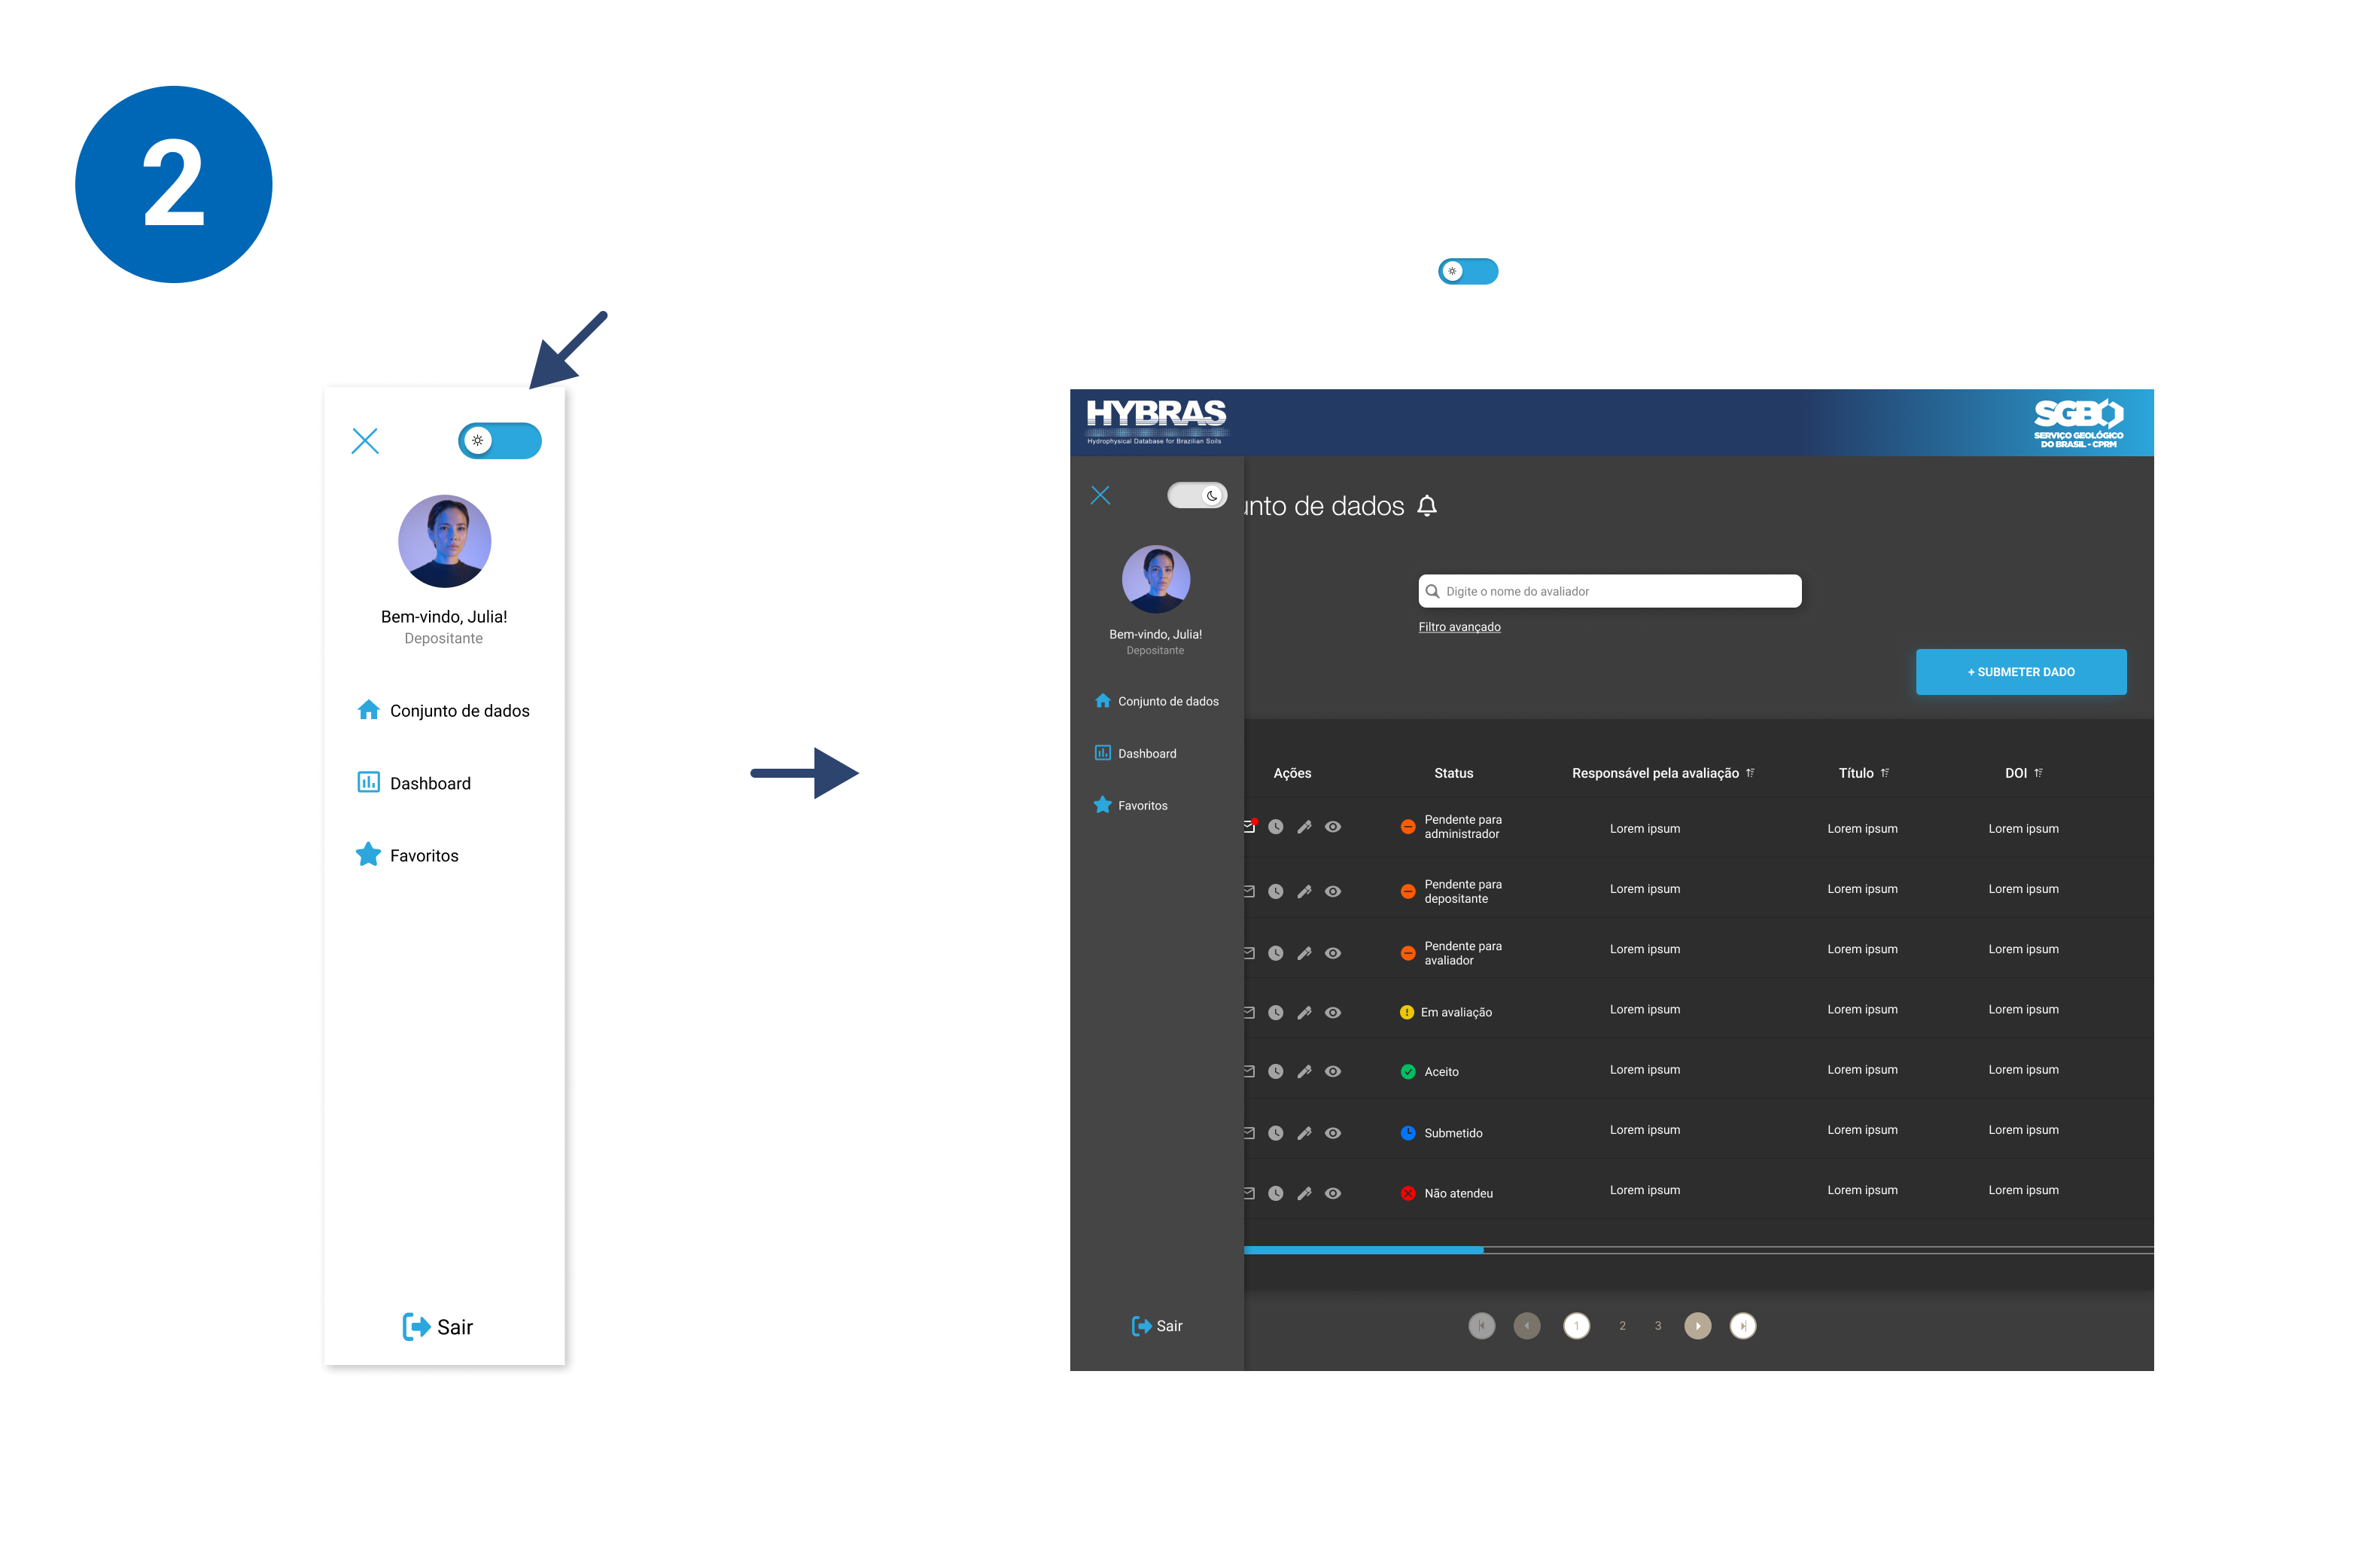 2
Bem-vindo, Julia!
Depositante
Conjunto de dados
Dashboard
Favoritos
Sair
HYBRAS
Hydrophysical Database for Brazilian Soils
SGB
SERVIÇO GEOLÓGICO
DO BRASIL - CPRM
unto de dados
Bem-vindo, Julia!
Depositante
Conjunto de dados
Dashboard
Favoritos
Sair
Digite o nome do avaliador
Filtro avançado
+ SUBMETER DADO
Ações Status Responsável pela avaliação Título DOI
Pendente para
administrador Lorem ipsum Lorem ipsum Lorem ipsum
Pendente para
depositante Lorem ipsum Lorem ipsum Lorem ipsum
Pendente para
avaliador Lorem ipsum Lorem ipsum Lorem ipsum
Em avaliação Lorem ipsum Lorem ipsum Lorem ipsum
Aceito Lorem ipsum Lorem ipsum Lorem ipsum
Submetido Lorem ipsum Lorem ipsum Lorem ipsum
Não atendeu Lorem ipsum Lorem ipsum Lorem ipsum
1 2 3